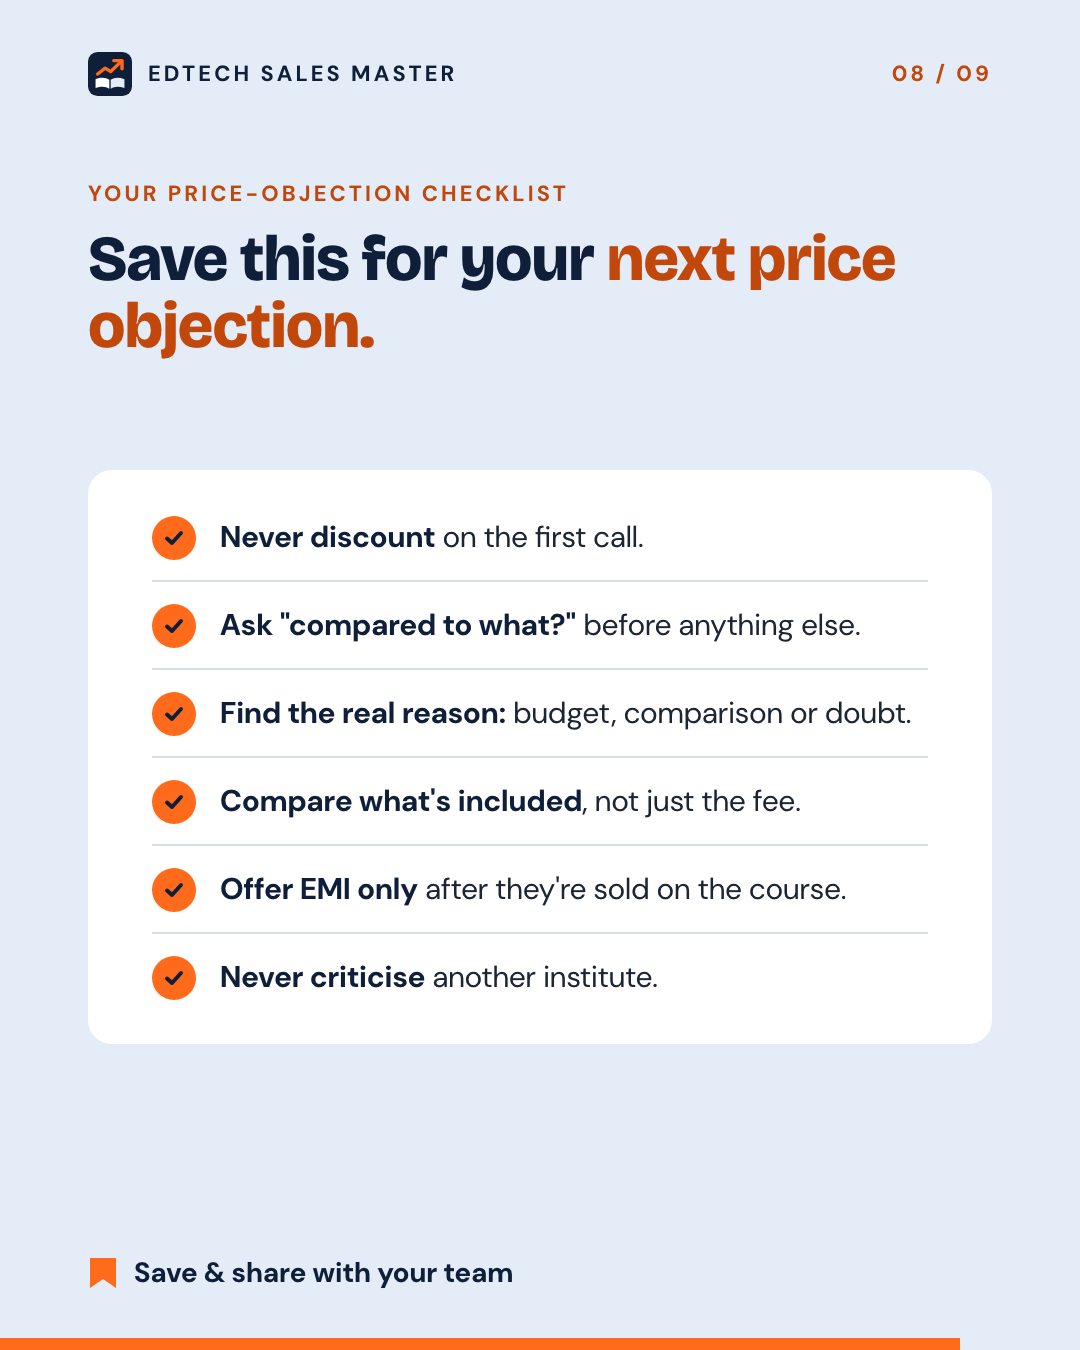 EDTECH SALES MASTER
08 / 09
YOUR PRICE-OBJECTION CHECKLIST
Save this for your next price
objection.
Never discount on the first call.
Ask "compared to what?" before anything else.
Find the real reason: budget, comparison or doubt.
Compare what's included, not just the fee.
Offer EMI only after they're sold on the course.
Never criticise another institute.
Save & share with your team